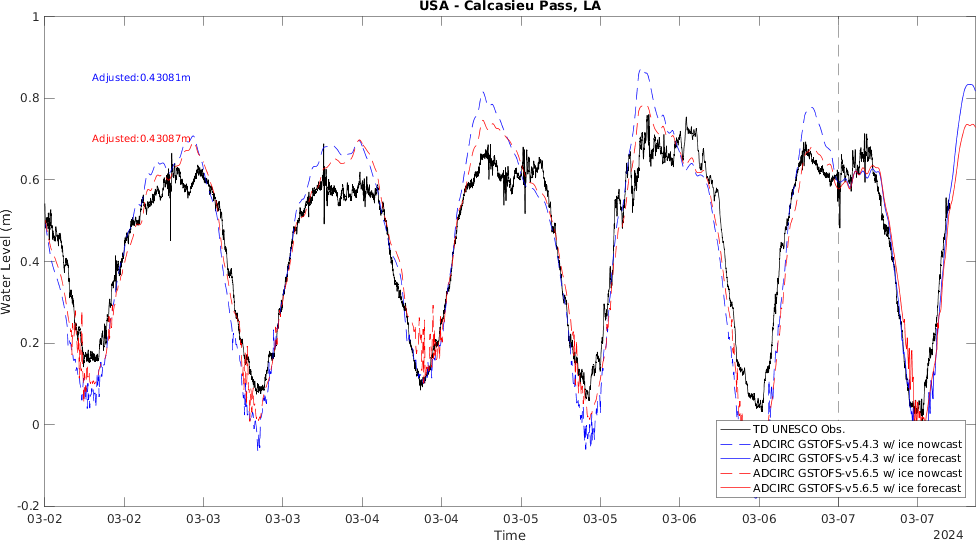 USA - Calcasieu Pass, LA
1
Adjusted:0.43081m
0.8
Adjusted:0.43087m
0.6
Water Level (m)
0.4
0.2
0
TD UNESCO Obs.
ADCIRC GSTOFS-v5.4.3 w/ ice nowcast
ADCIRC GSTOFS-v5.4.3 w/ ice forecast
ADCIRC GSTOFS-v5.6.5 w/ ice nowcast
ADCIRC GSTOFS-v5.6.5 w/ ice forecast
-0.2
03-02 03-02 03-03 03-03 03-04 03-04 03-05 03-05 03-06 03-06 03-07 03-07
Time
2024